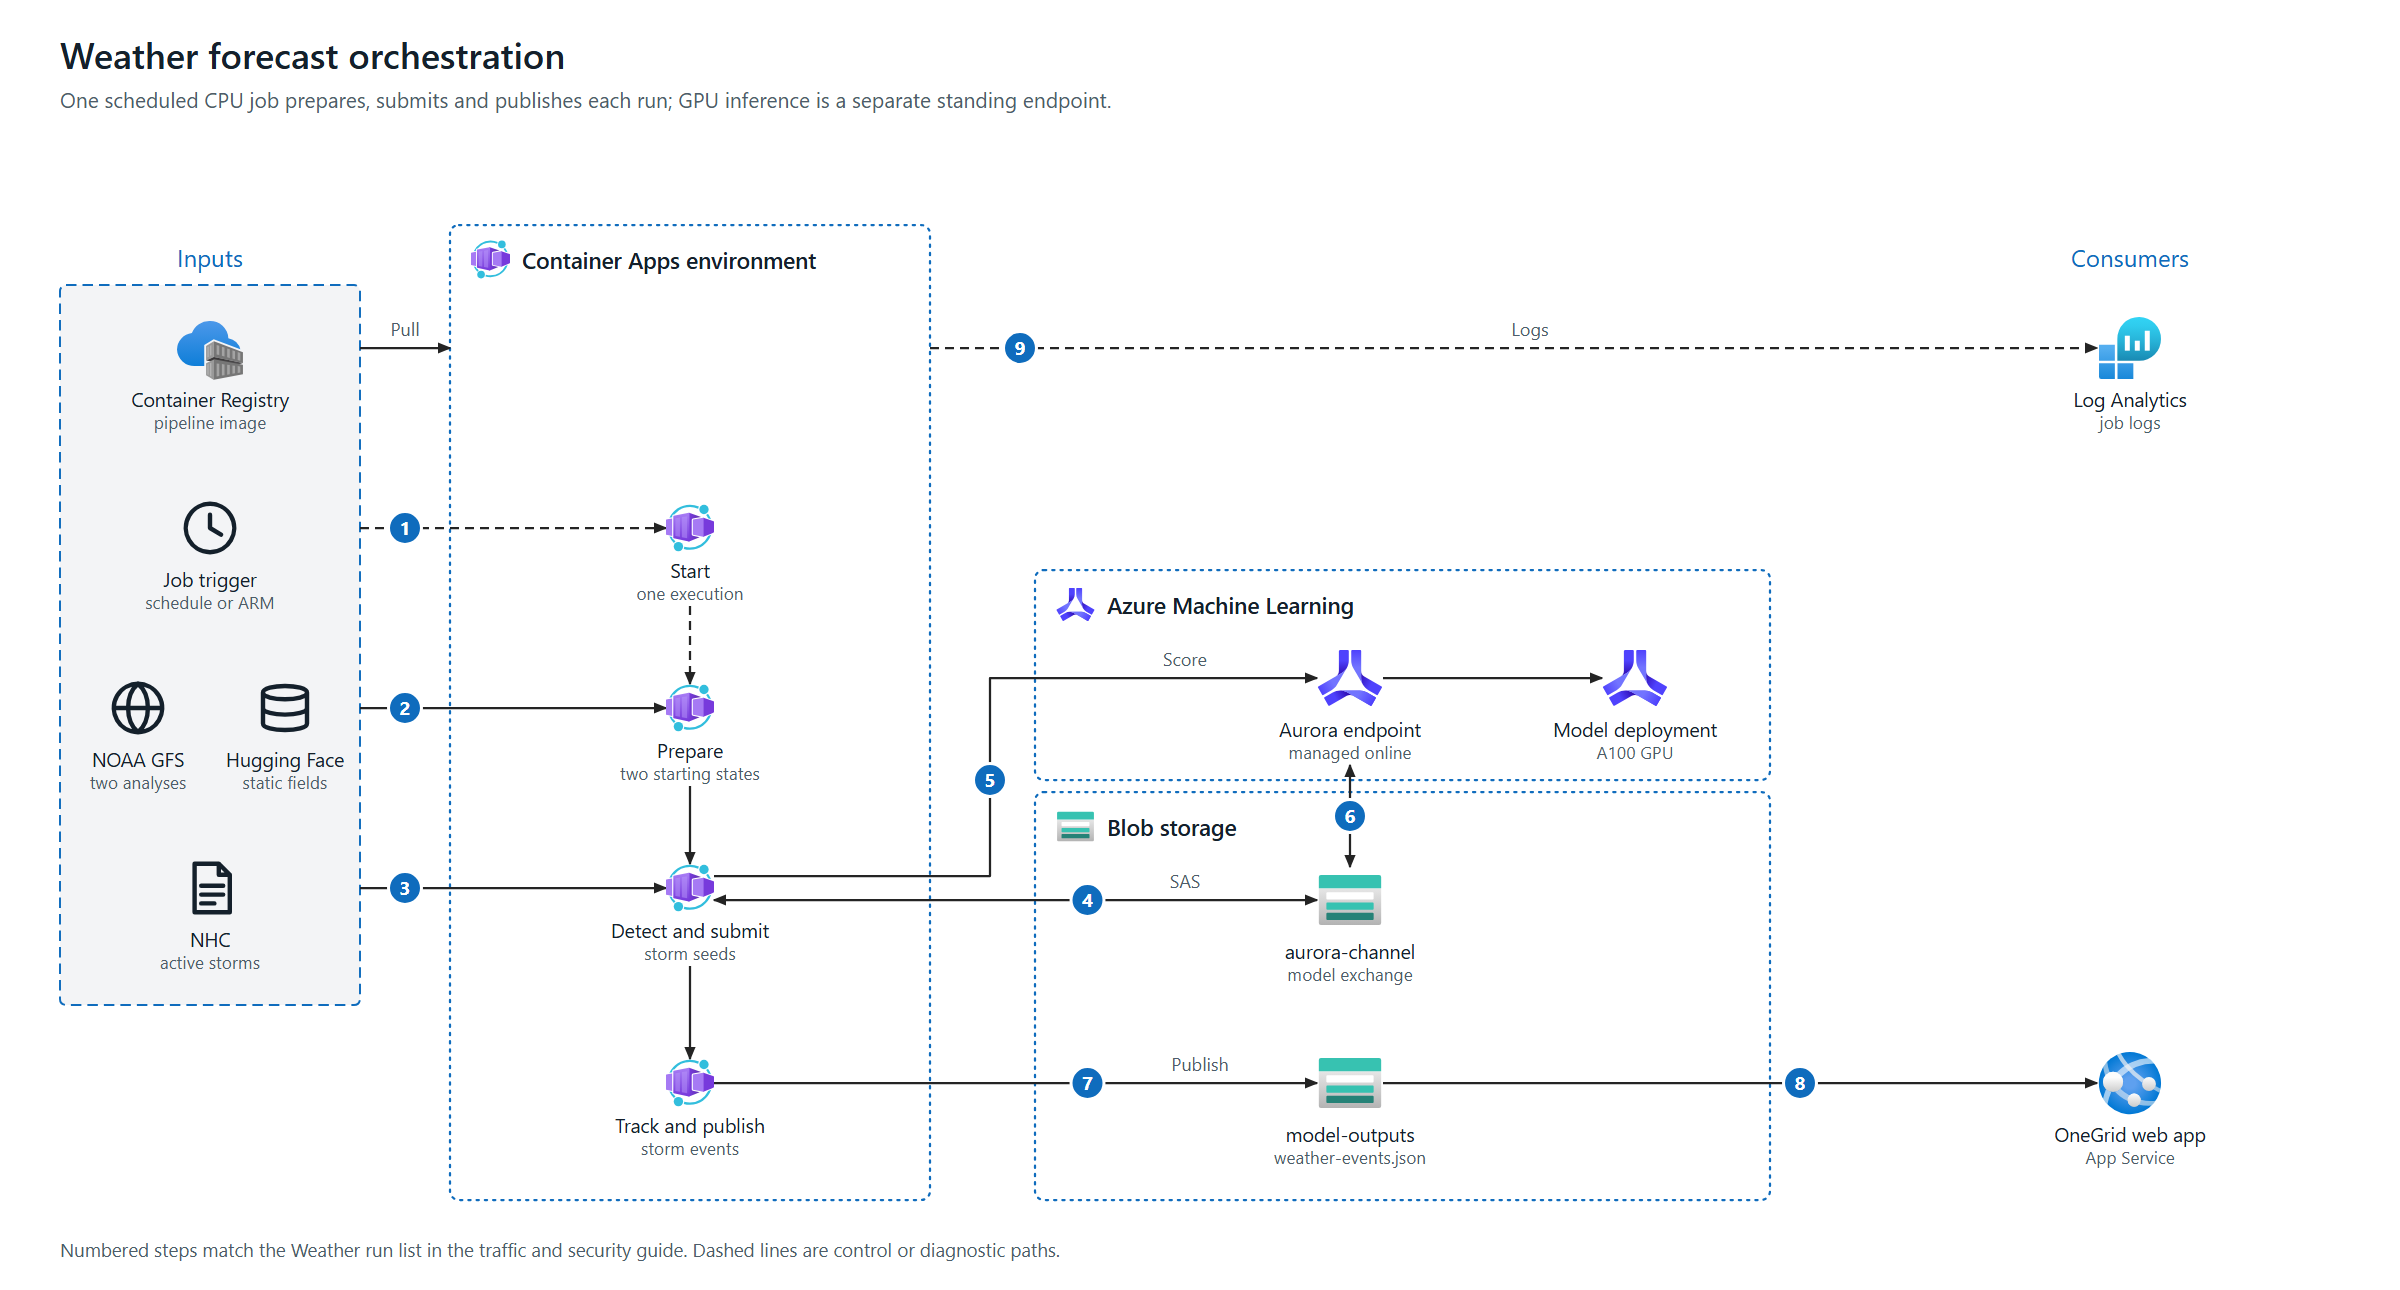 Weather forecast orchestration
One scheduled CPU job prepares, submits and publishes each run; GPU inference is a separate standing endpoint.
Inputs
Container Registry
pipeline image
Job trigger
schedule or ARM
NOAA GFS
two analyses
Hugging Face
static fields
NHC
active storms
Pull
1
2
3
Container Apps environment
Start
one execution
Prepare
two starting states
Detect and submit
storm seeds
Track and publish
storm events
9
Logs
5
Score
Azure Machine Learning
Aurora endpoint
managed online
Model deployment
A100 GPU
6
Blob storage
4
SAS
aurora-channel
model exchange
7
Publish
model-outputs
weather-events.json
8
Consumers
Log Analytics
job logs
OneGrid web app
App Service
Numbered steps match the Weather run list in the traffic and security guide. Dashed lines are control or diagnostic paths.